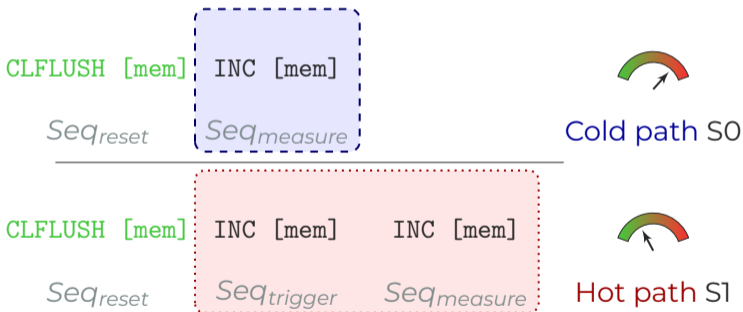 CLFLUSH [mem] INC [mem]
Seqreset Seqmeasure Cold path S0
CLFLUSH [mem] INC [mem] INC [mem]
Seqreset Seqtrigger Seqmeasure Hot path S1